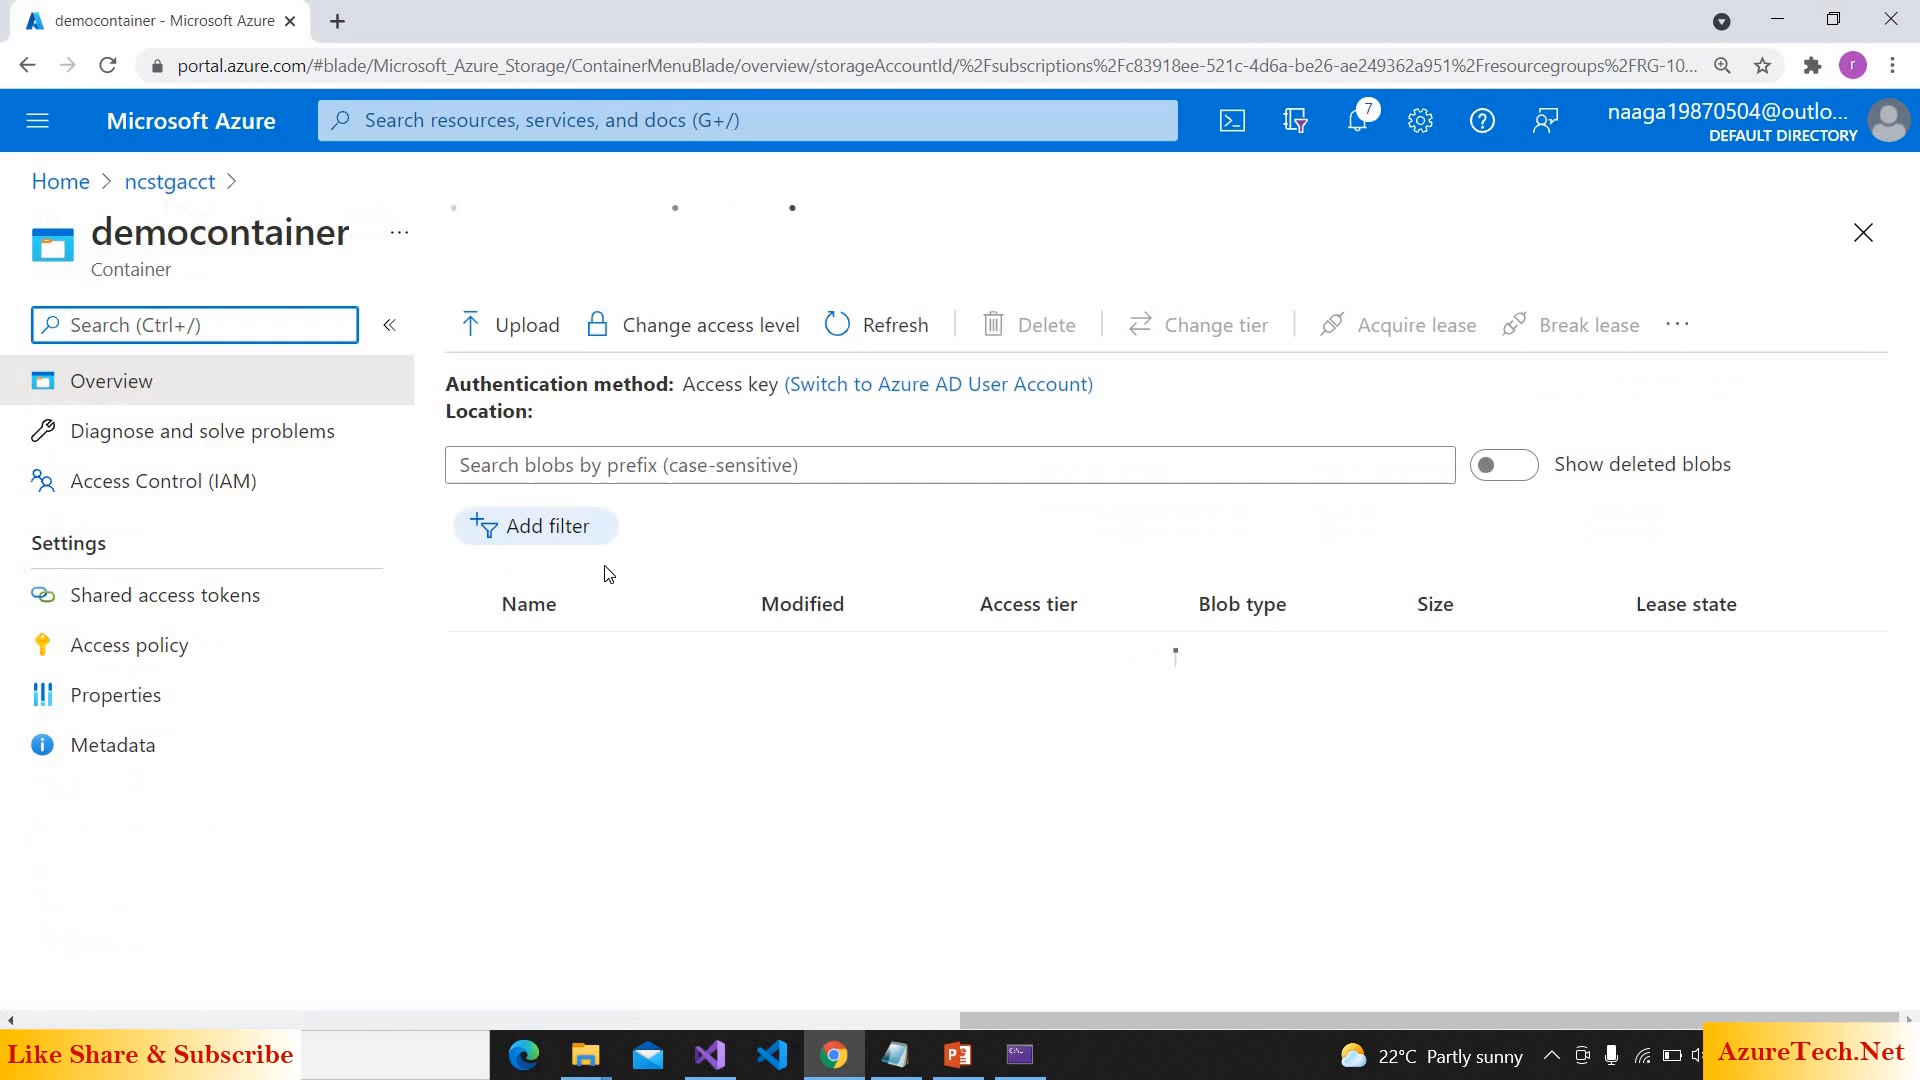 democontainer - Microsoft Azure
portal.azure.com/#blade/Microsoft_Azure_Storage/ContainerMenuBlade/overview/storageAccountId/%2Fsubscriptions%2Fc83918ee-521c-4d6a-be26-ae249362a951%2Fresourcegroups%2FRG-10...
r
Microsoft Azure
Search resources, services, and docs (G+/)
7
naaga19870504@outlo...
DEFAULT DIRECTORY
Home > ncstgacct >
democontainer ...
Container
Search (Ctrl+/)
Upload
Change access level
Refresh
Delete
Change tier
Acquire lease
Break lease
...
Overview
Diagnose and solve problems
Access Control (IAM)
Settings
Shared access tokens
Access policy
Properties
Metadata
Authentication method: Access key (Switch to Azure AD User Account)
Location:
Search blobs by prefix (case-sensitive)
Show deleted blobs
Add filter
Name Modified Access tier Blob type Size Lease state
Like Share & Subscribe
22°C Partly sunny
AzureTech.Net